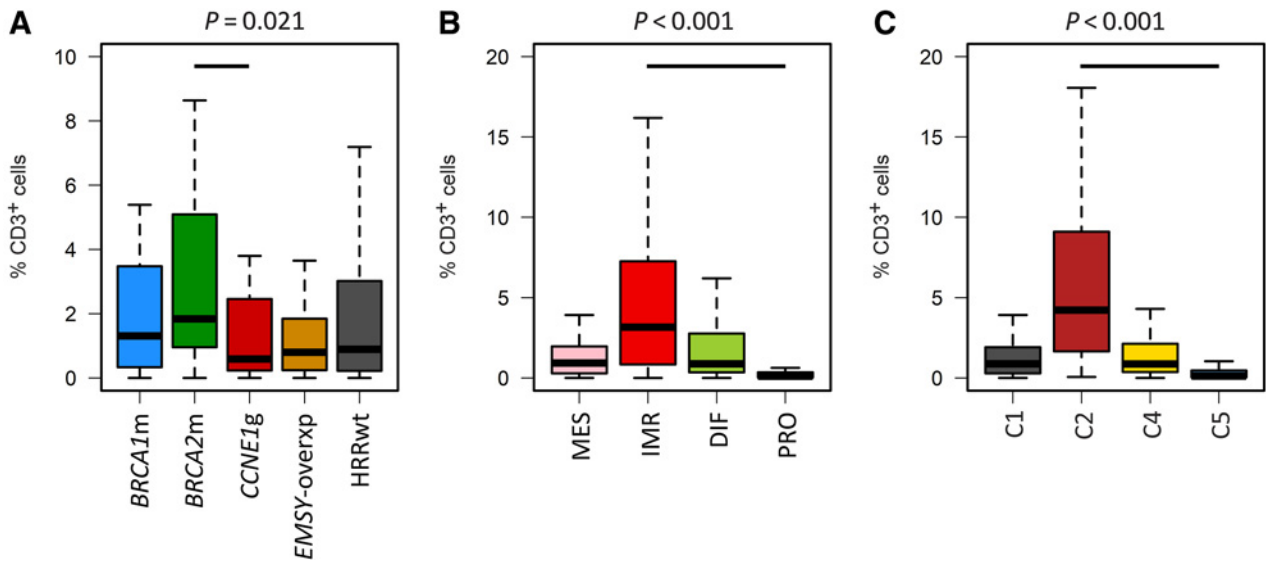 A
P = 0.021
% CD3+ cells
10
8
6
4
2
0
BRCA1m
BRCA2m
CCNE1g
EMSY-overxp
HRRwt
B
P < 0.001
% CD3+ cells
20
15
10
5
0
MES
IMR
DIF
PRO
C
P < 0.001
% CD3+ cells
20
15
10
5
0
C1
C2
C4
C5